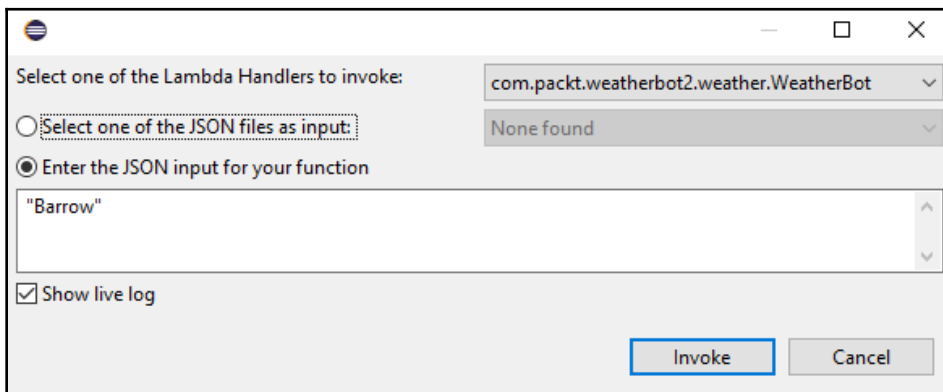 Select one of the Lambda Handlers to invoke: com.packt.weatherbot2.weather.WeatherBot
Select one of the JSON files as input: None found
Enter the JSON input for your function
"Barrow"
Show live log
Invoke Cancel